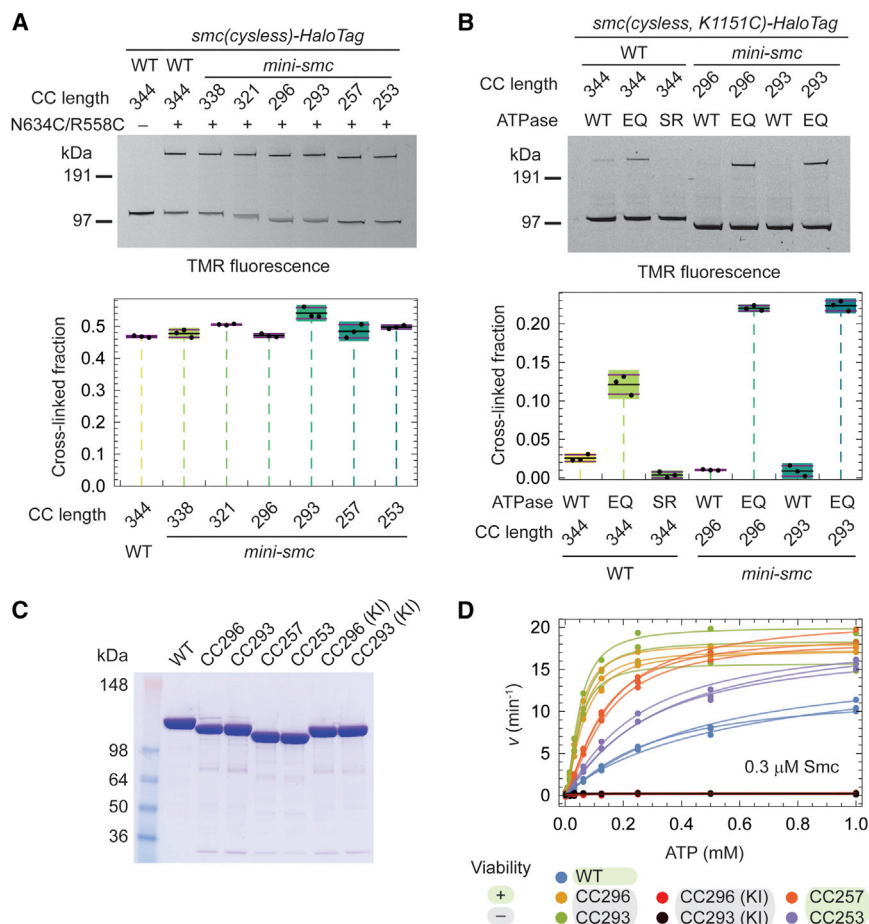 A
smc(cysless)-HaloTag
WT WT mini-smc
CC length 344 344 338 321 296 293 257 253
N634C/R558C – + + + + + + +
kDa
191
97
TMR fluorescence
Cross-linked fraction
0.5
0.4
0.3
0.2
0.1
0.0
CC length 344 338 321 296 293 257 253
WT mini-smc
B
smc(cysless, K1151C)-HaloTag
WT mini-smc
CC length 344 344 344 296 296 293 293
ATPase WT EQ SR WT EQ WT EQ
kDa
191
97
TMR fluorescence
Cross-linked fraction
0.20
0.15
0.10
0.05
0.00
ATPase WT EQ SR WT EQ WT EQ
CC length 344 344 344 296 296 293 293
WT mini-smc
C
WT CC296 CC293 CC257 CC253 CC296 (KI) CC293 (KI)
kDa
148
98
64
50
36
D
v (min-1)
20
15
10
5
0
0.3 μM Smc
0.0 0.2 0.4 0.6 0.8 1.0
ATP (mM)
Viability
+
–
WT
CC296 CC296 (KI) CC257
CC293 CC293 (KI) CC253